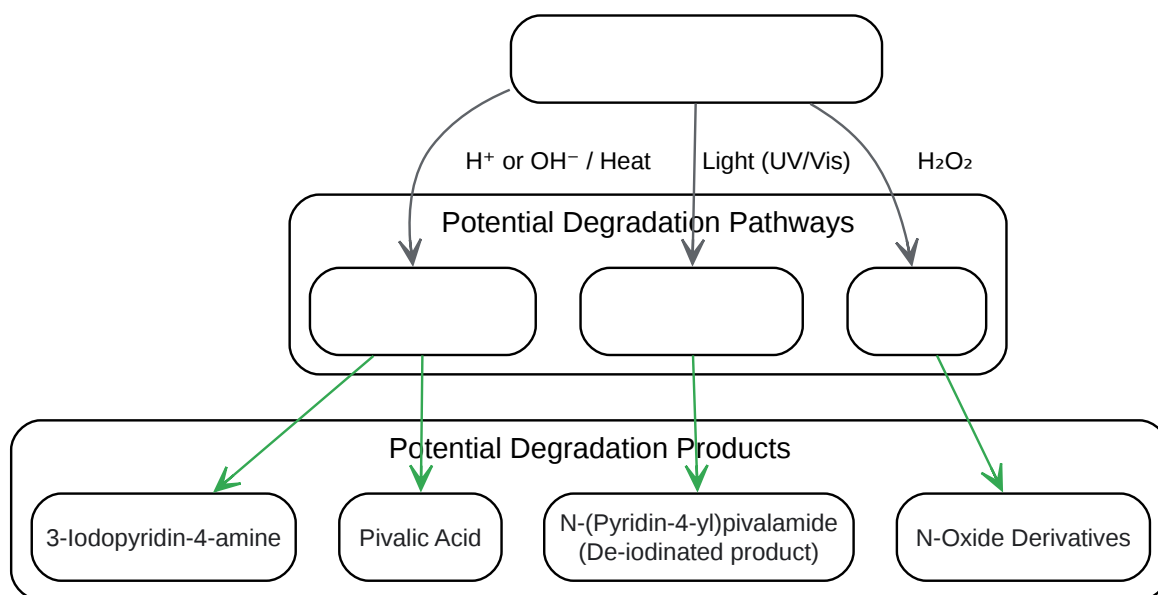 H⁺ or OH⁻ / Heat
Light (UV/Vis)
H₂O₂
Potential Degradation Pathways
Potential Degradation Products
3-Iodopyridin-4-amine
Pivalic Acid
N-(Pyridin-4-yl)pivalamide
(De-iodinated product)
N-Oxide Derivatives